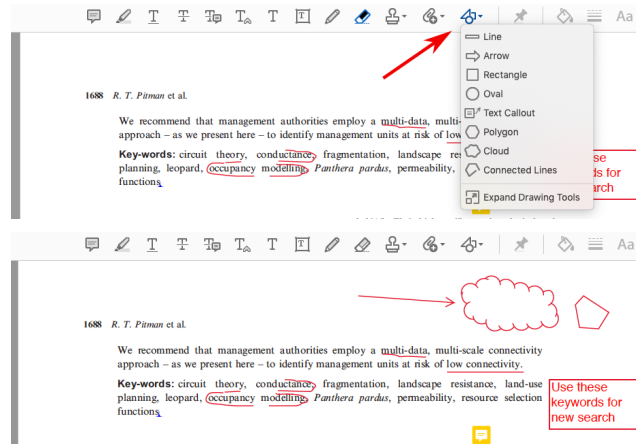 Aa
Line
Arrow
Rectangle
Oval
Text Callout
Polygon
Cloud
Connected Lines
Expand Drawing Tools
1688 R. T. Pitman et al.
We recommend that management authorities employ a multi-data, multi-
approach – as we present here – to identify management units at risk of low
Key-words: circuit theory, conductance, fragmentation, landscape
planning, leopard, occupancy modelling, Panthera pardus, permeability,
functions
Aa
1688 R. T. Pitman et al.
We recommend that management authorities employ a multi-data, multi-scale connectivity
approach – as we present here – to identify management units at risk of low connectivity.
Key-words: circuit theory, conductance, fragmentation, landscape resistance, land-use
planning, leopard, occupancy modelling, Panthera pardus, permeability, resource selection
functions
Use these
keywords for
new search